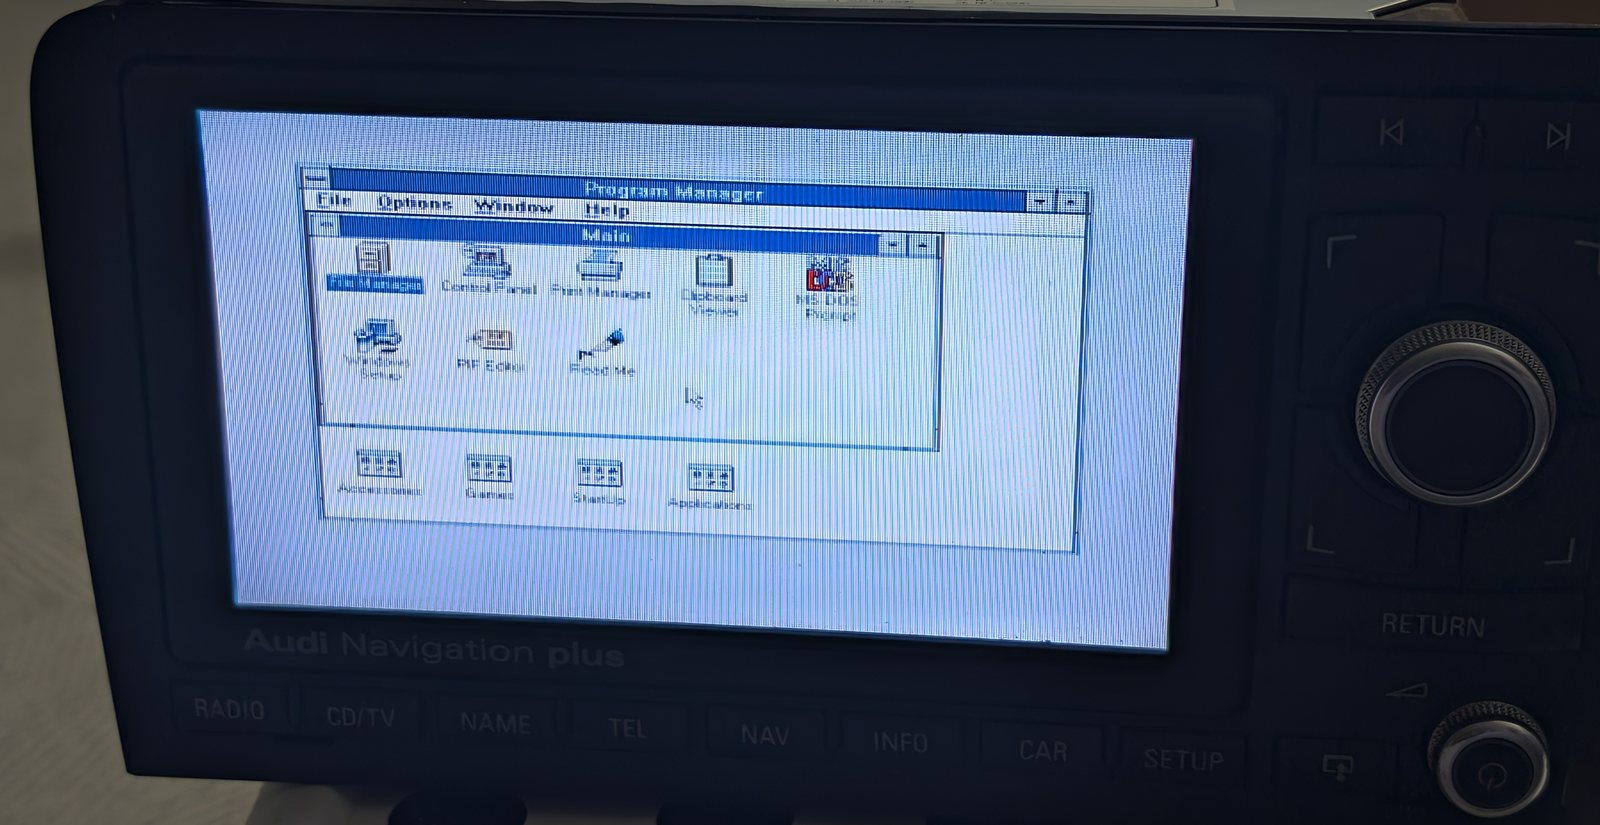 Program Manager
File Options Window Help
Main
File Manager
Control Panel
Print Manager
Clipboard
Viewer
MS-DOS
Prompt
Windows
Setup
PIF Editor
Read Me
Accessories
Games
StartUp
Applications
Audi Navigation plus
RADIO
CD/TV
NAME
TEL
NAV
INFO
CAR
SETUP
RETURN